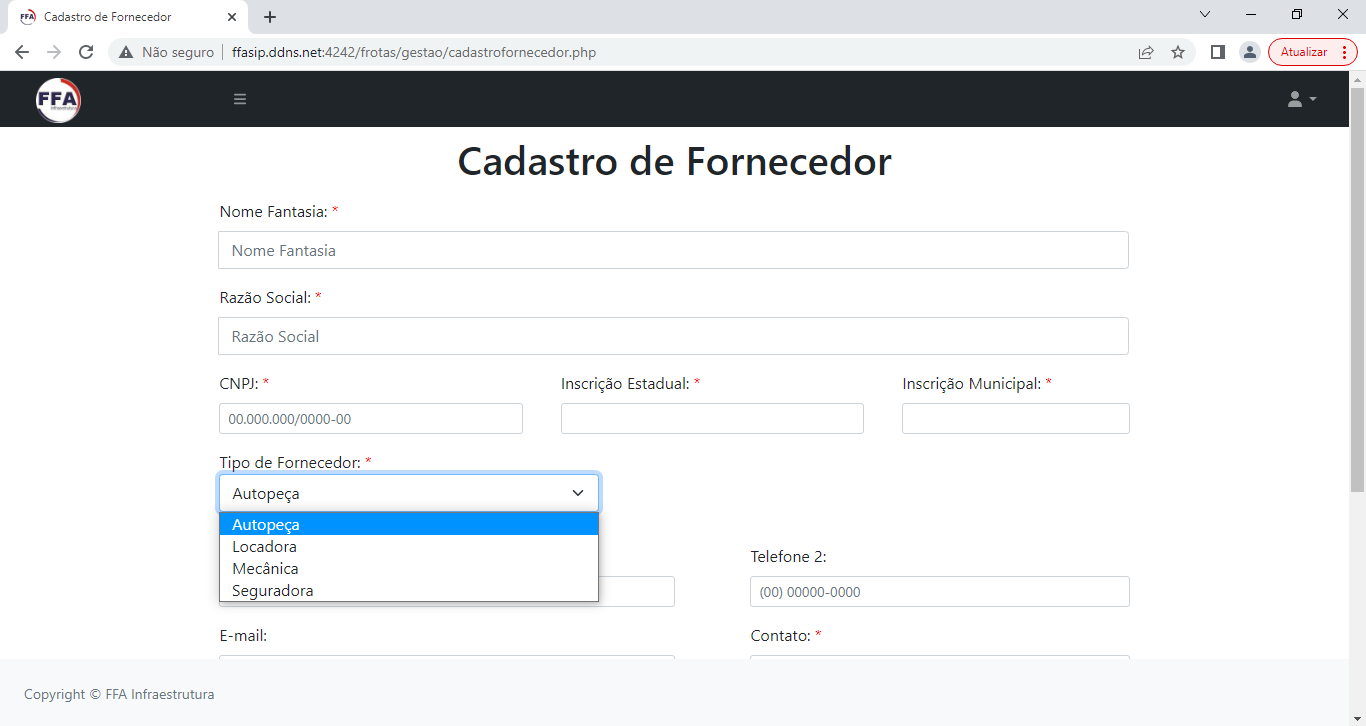 FFA Cadastro de Fornecedor
Não seguro ffasip.ddns.net:4242/frotas/gestao/cadastrofornecedor.php Atualizar
FFA
Infraestrutura
Cadastro de Fornecedor
Nome Fantasia: *
Nome Fantasia
Razão Social: *
Razão Social
CNPJ: * Inscrição Estadual: * Inscrição Municipal: *
00.000.000/0000-00
Tipo de Fornecedor: *
Autopeça
Autopeça
Locadora
Mecânica
Seguradora
Telefone 2:
(00) 00000-0000
E-mail: Contato: *
Copyright © FFA Infraestrutura